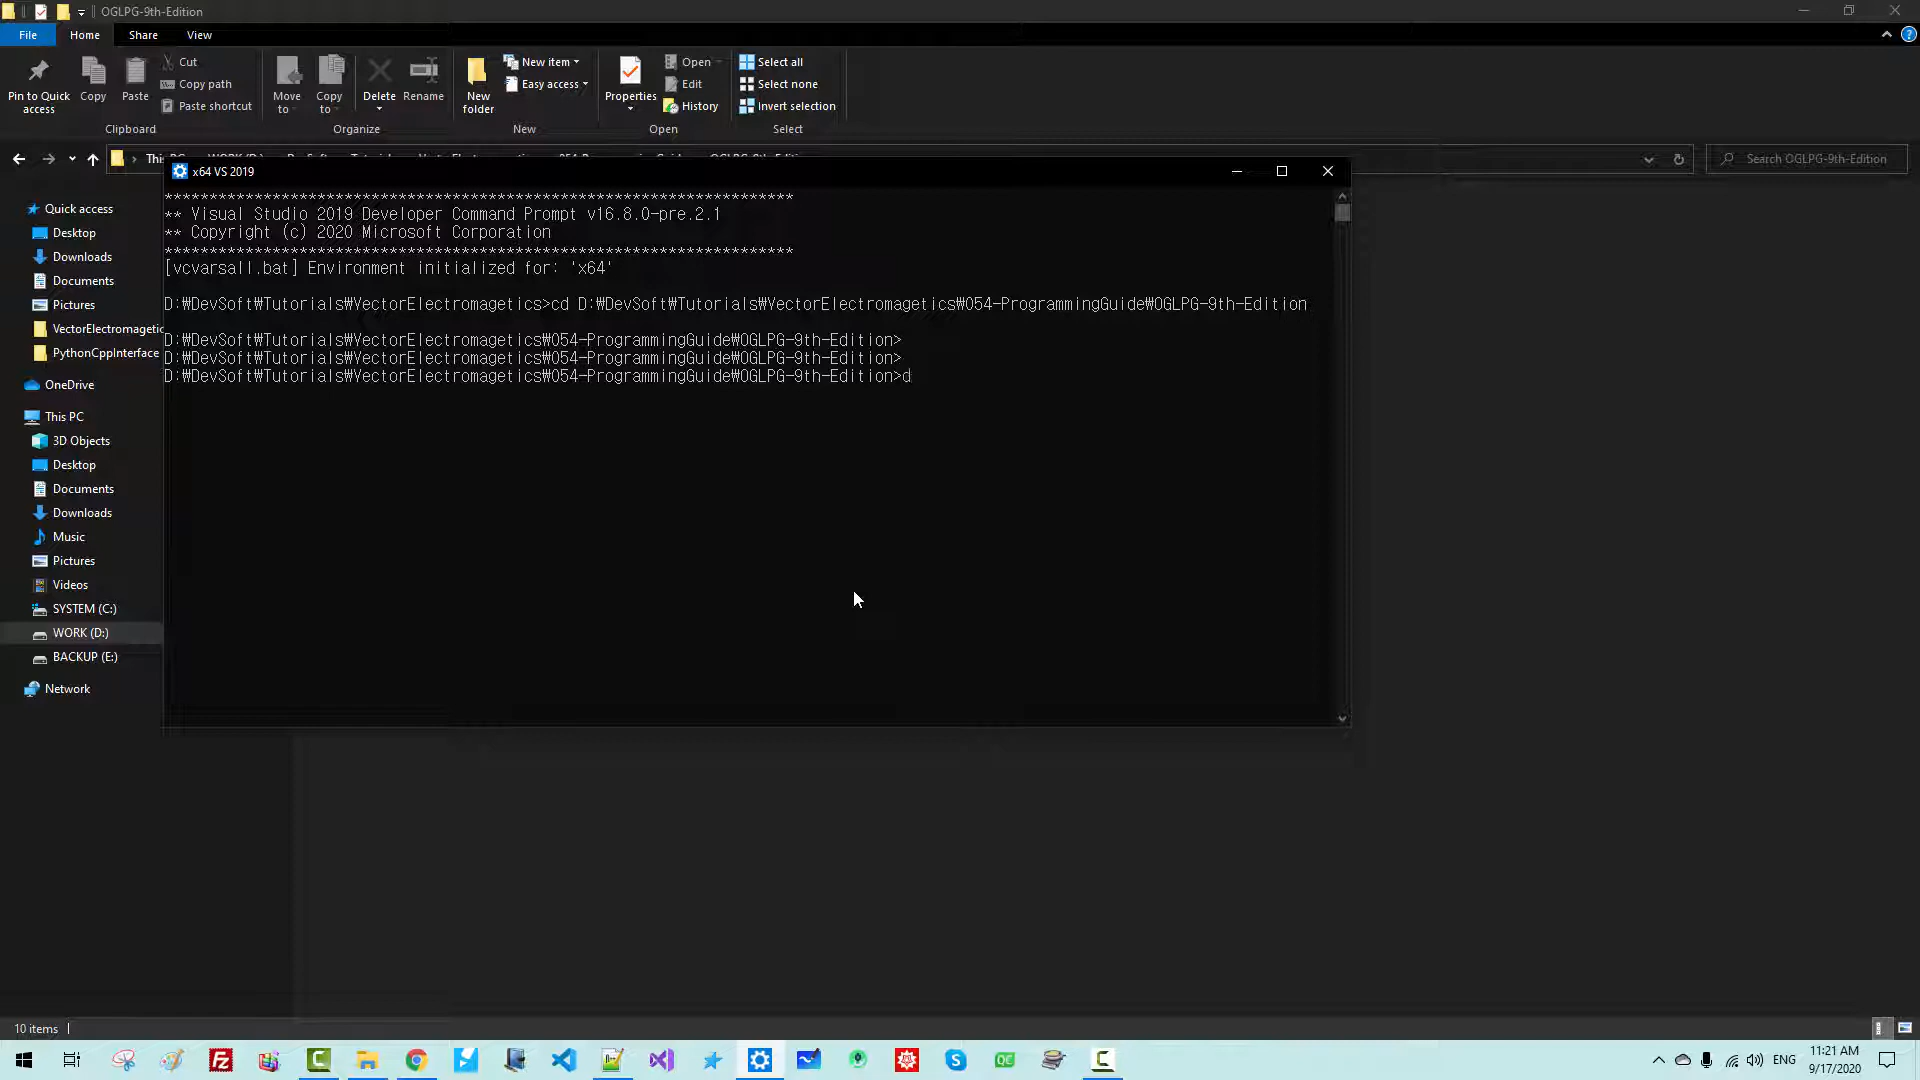 OGLPG-9th-Edition
File Home Share View
Pin to Quick access
Copy
Paste
Cut
Copy path
Paste shortcut
Clipboard
Move to
Copy to
Delete
Rename
Organize
New folder
New item
Easy access
New
Properties
Open
Edit
History
Open
Select all
Select none
Invert selection
Select
Search OGLPG-9th-Edition
x64 VS 2019
**********************************************************************
** Visual Studio 2019 Developer Command Prompt v16.8.0-pre.2.1
** Copyright (c) 2020 Microsoft Corporation
**********************************************************************
[vcvarsall.bat] Environment initialized for: 'x64'
D:₩DevSoft₩Tutorials₩VectorElectromagetics>cd D:₩DevSoft₩Tutorials₩VectorElectromagetics₩054-ProgrammingGuide₩OGLPG-9th-Edition
D:₩DevSoft₩Tutorials₩VectorElectromagetics₩054-ProgrammingGuide₩OGLPG-9th-Edition>
D:₩DevSoft₩Tutorials₩VectorElectromagetics₩054-ProgrammingGuide₩OGLPG-9th-Edition>
D:₩DevSoft₩Tutorials₩VectorElectromagetics₩054-ProgrammingGuide₩OGLPG-9th-Edition>d
Quick access
Desktop
Downloads
Documents
Pictures
VectorElectromagetic
PythonCppInterface
OneDrive
This PC
3D Objects
Desktop
Documents
Downloads
Music
Pictures
Videos
SYSTEM (C:)
WORK (D:)
BACKUP (E:)
Network
10 items
ENG
11:21 AM
9/17/2020